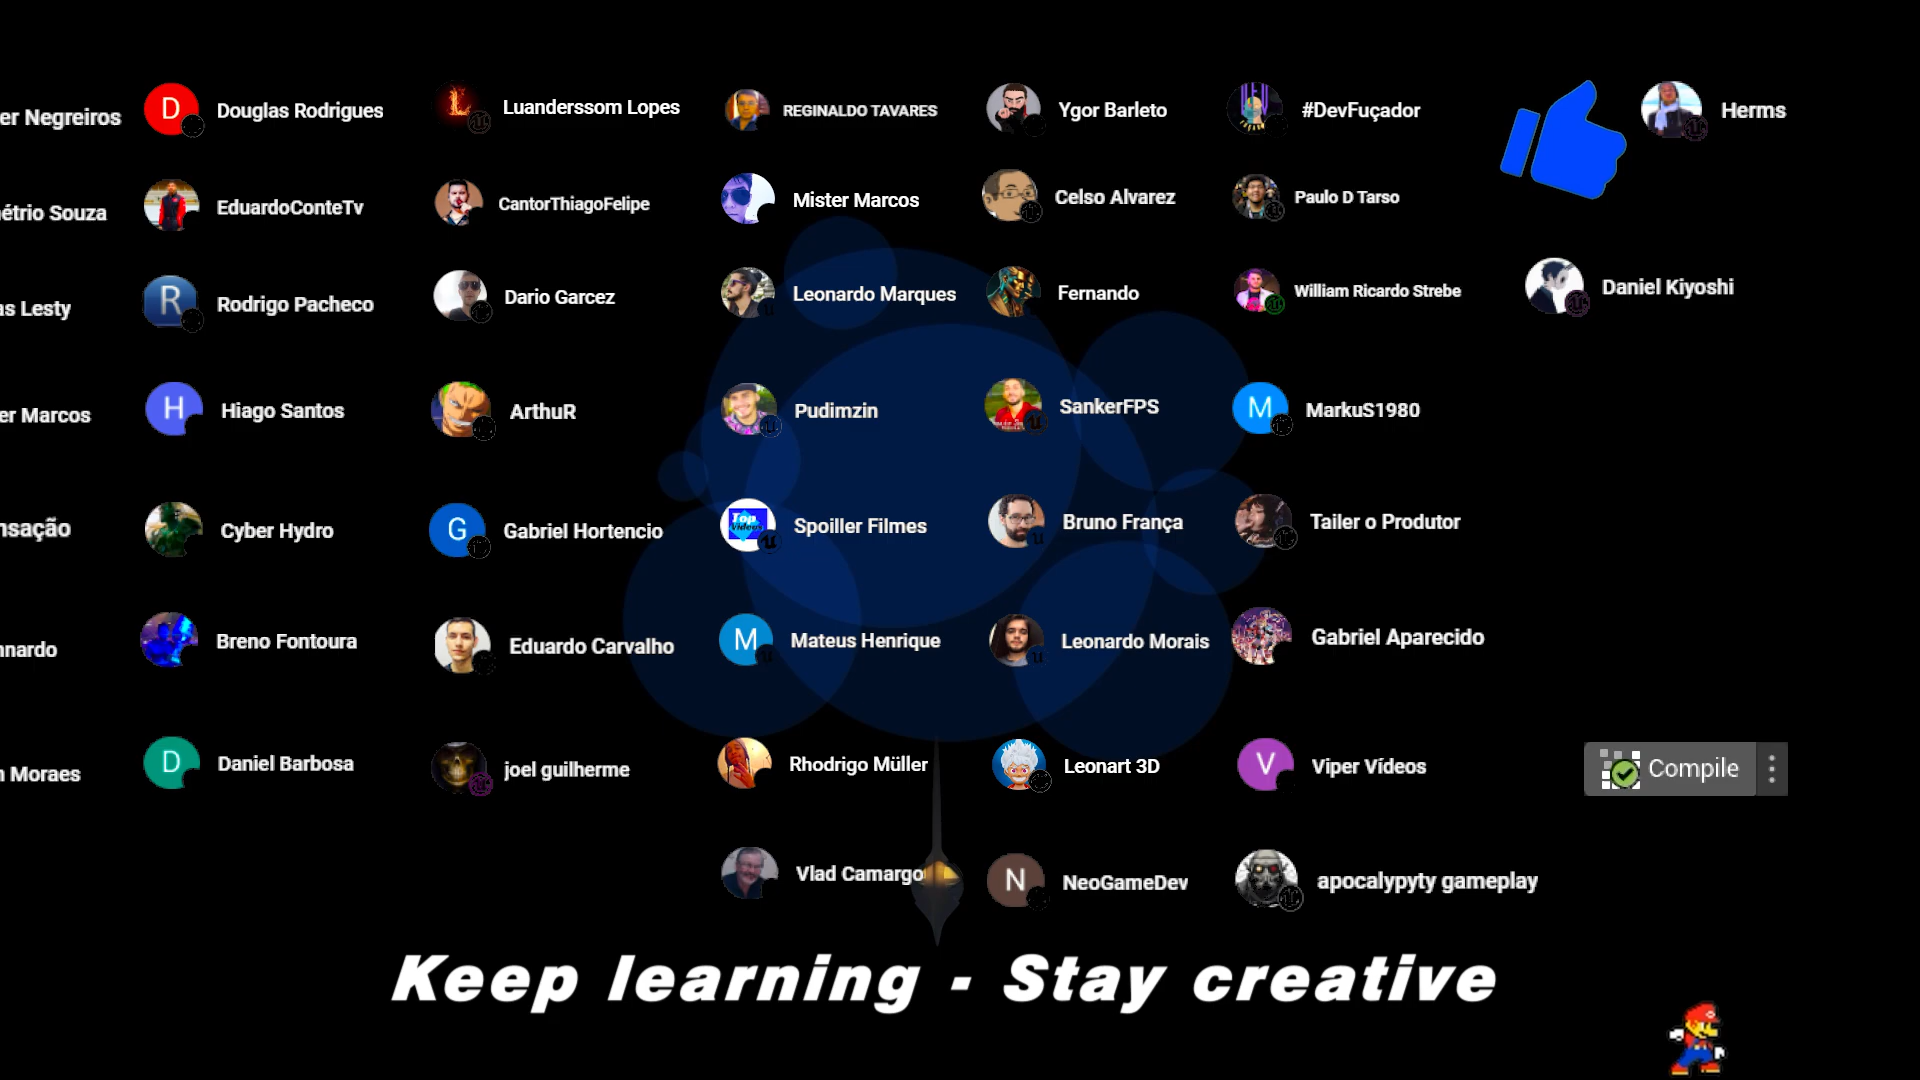 er Negreiros
D Douglas Rodrigues
L Luanderssom Lopes
REGINALDO TAVARES
Ygor Barleto
#DevFuçador
Herms
étrio Souza
EduardoConteTv
CantorThiagoFelipe
Mister Marcos
Celso Alvarez
Paulo D Tarso
as Lesty
R Rodrigo Pacheco
Dario Garcez
Leonardo Marques
Fernando
William Ricardo Strebe
Daniel Kiyoshi
er Marcos
H Hiago Santos
ArthuR
Pudimzin
SankerFPS
M MarkuS1980
nsação
Cyber Hydro
G Gabriel Hortencio
Top Videos Spoiller Filmes
Bruno França
Tailer o Produtor
nnardo
Breno Fontoura
Eduardo Carvalho
M Mateus Henrique
Leonardo Morais
Gabriel Aparecido
Moraes
D Daniel Barbosa
joel guilherme
Rhodrigo Müller
Leonart 3D
V Viper Vídeos
Compile
Vlad Camargo
N NeoGameDev
apocalypyty gameplay
Keep learning - Stay creative